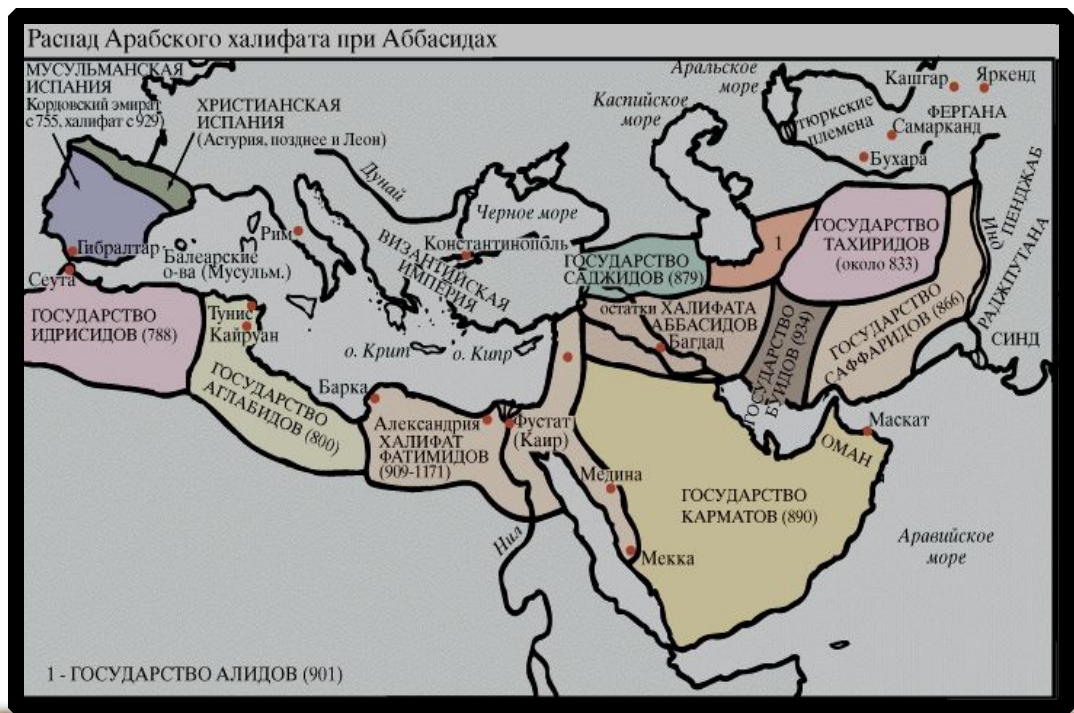 Распад Арабского халифата при Аббасидах
МУСУЛЬМАНСКАЯ
ИСПАНИЯ
Кордовский эмират
с 755, халифат с 929)
ХРИСТИАНСКАЯ
ИСПАНИЯ
(Астурия, позднее и Леон)
Аральское
море
Каспийское
море
Кашгар
Яркенд
ФЕРГАНА
тюркские
племена
Самарканд
Бухара
Дунай
Черное море
Рим
Гибралтар
Балеарские
о-ва (Мусульм.)
Сеута
ВИЗАНТИЙСКАЯ
ИМПЕРИЯ
Константинополь
ГОСУДАРСТВО
САДЖИДОВ (879)
1
ГОСУДАРСТВО
ТАХИРИДОВ
(около 833)
Инд
ПЕНДЖАБ
РАДЖПУТАНА
СИНД
ГОСУДАРСТВО
ИДРИСИДОВ (788)
Тунис
Кайруан
о. Крит
о. Кипр
остатки ХАЛИФАТА
АББАСИДОВ
Багдад
ГОСУДАРСТВО
БУИДОВ (934)
ГОСУДАРСТВО
САФФАРИДОВ (866)
ГОСУДАРСТВО
АГЛАБИДОВ (800)
Барка
Александрия
ХАЛИФАТ
ФАТИМИДОВ
(909-1171)
Фустат
(Каир)
Маскат
ОМАН
Медина
ГОСУДАРСТВО
КАРМАТОВ (890)
Нил
Мекка
Аравийское
море
1 - ГОСУДАРСТВО АЛИДОВ (901)